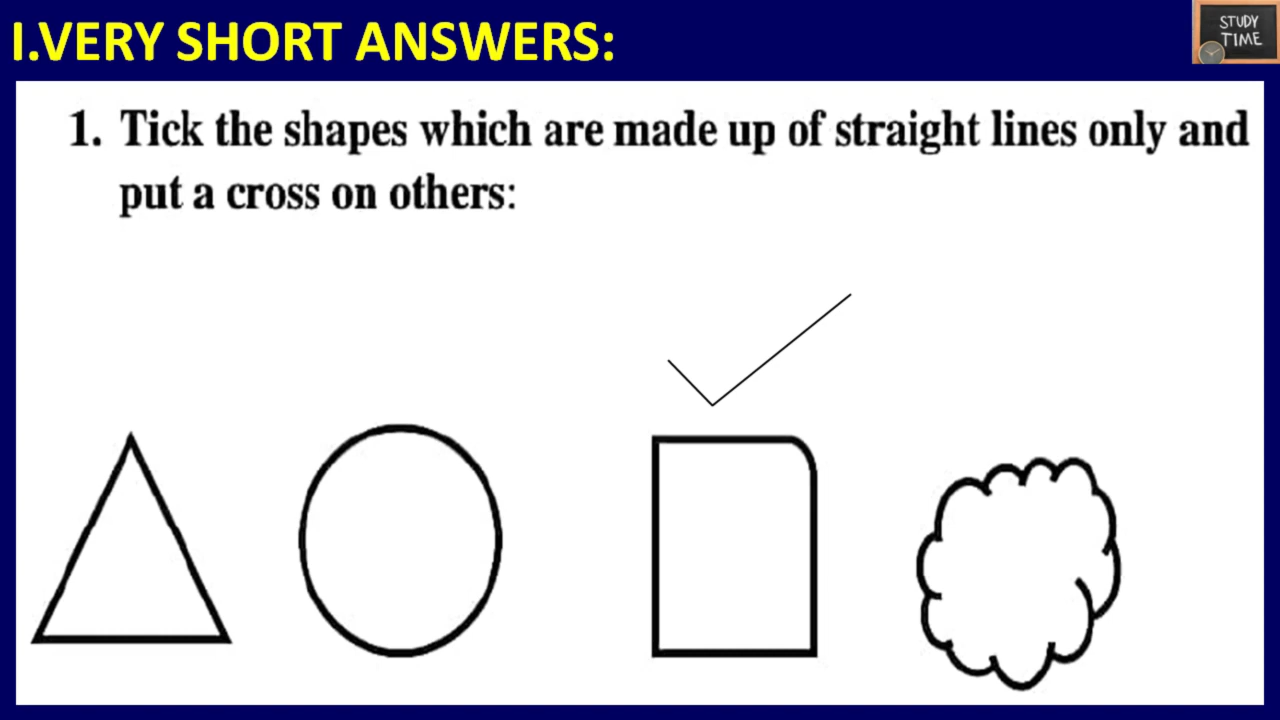 I.VERY SHORT ANSWERS:
STUDY
TIME
1. Tick the shapes which are made up of straight lines only and
put a cross on others: